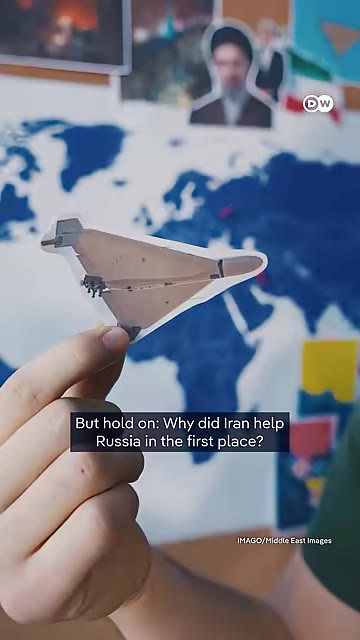 DW
But hold on: Why did Iran help
Russia in the first place?
IMAGO/Middle East Images